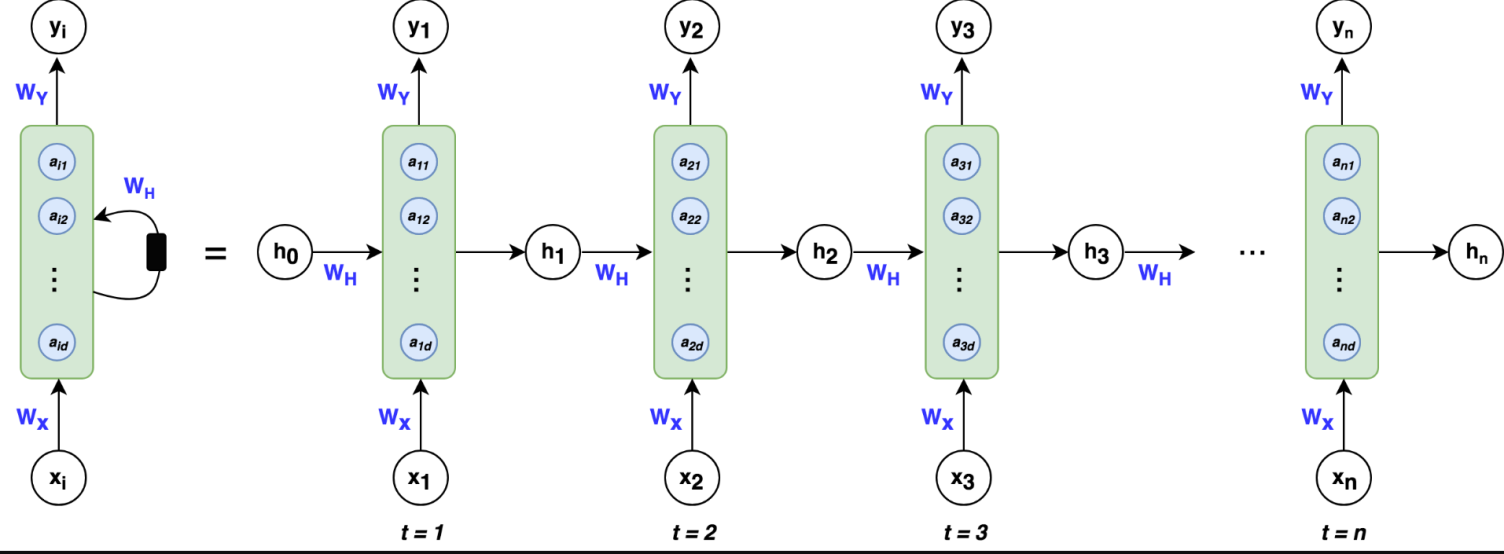 yi y1 y2 y3 yn
WY WY WY WY WY
ai1 a11 a21 a31 an1
WH
ai2 a12 a22 a32 an2
= h0 h1 h2 h3 ... hn
WH WH WH WH
⋮ ⋮ ⋮ ⋮ ⋮
aid a1d a2d a3d and
WX WX WX WX WX
xi x1 x2 x3 xn
t = 1 t = 2 t = 3 t = n